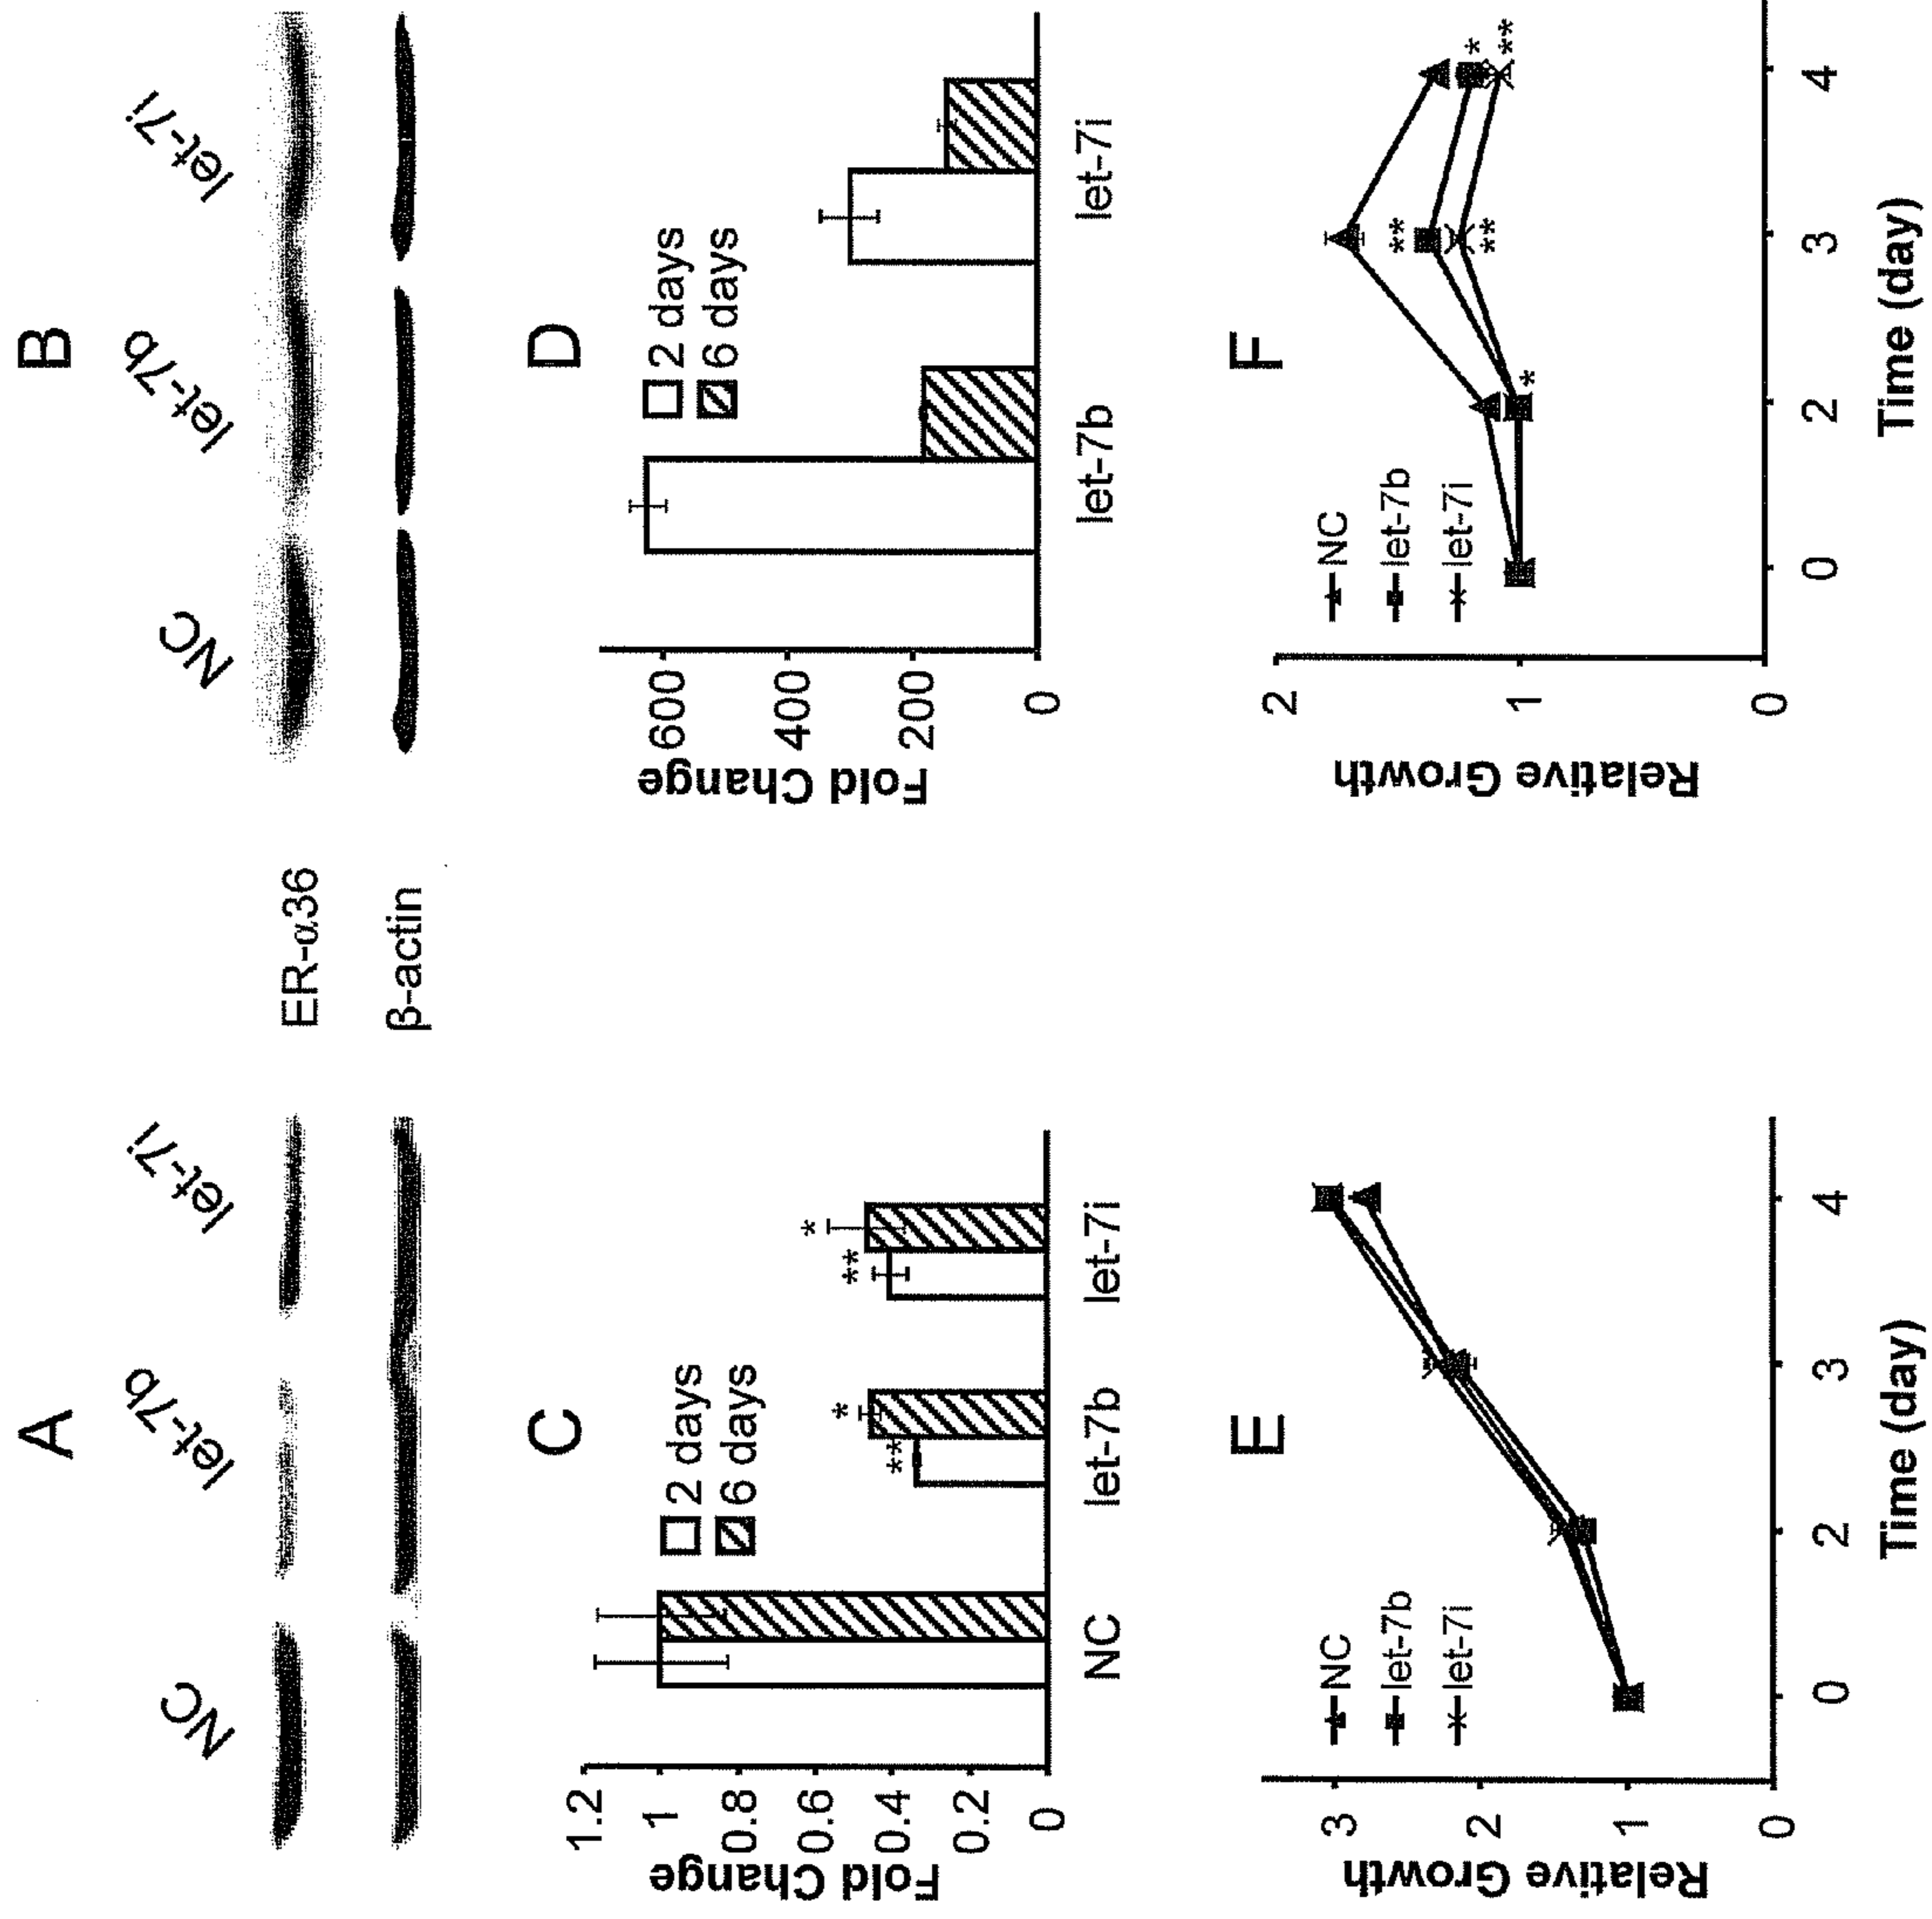 A
NC let-7b let-7i
ER-α36
β-actin
B
NC let-7b let-7i
C
Fold Change
1.2
1
0.8
0.6
0.4
0.2
0
2 days
6 days
** * ** *
NC let-7b let-7i
D
Fold Change
600
400
200
0
2 days
6 days
let-7b let-7i
E
Relative Growth
3
2
1
0
NC
let-7b
let-7i
0 2 3 4
Time (day)
F
Relative Growth
2
1
0
NC
let-7b
let-7i
* ** ** * **
0 2 3 4
Time (day)